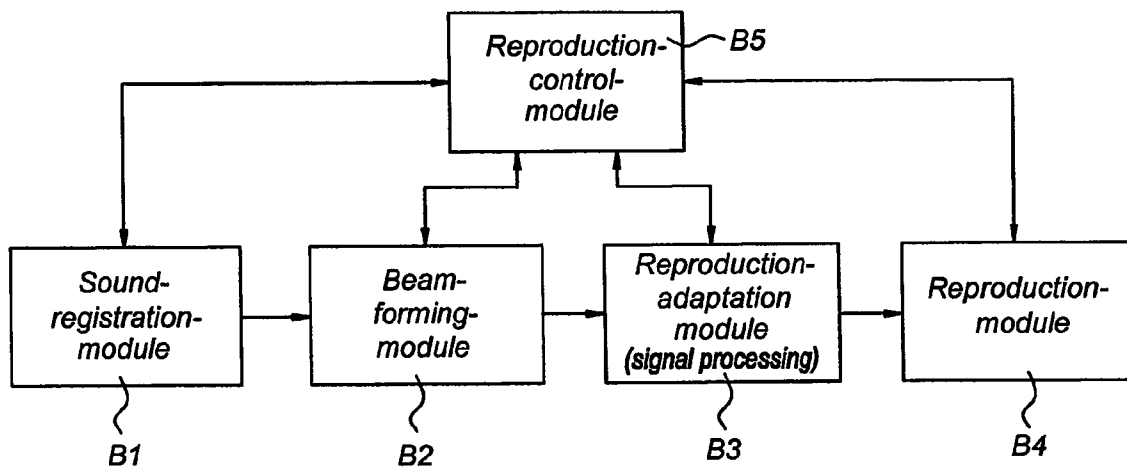 Reproduction-
control-
module
B5
Sound-
registration-
module
Beam-
forming-
module
Reproduction-
adaptation
module
(signal processing)
Reproduction-
module
B1
B2
B3
B4